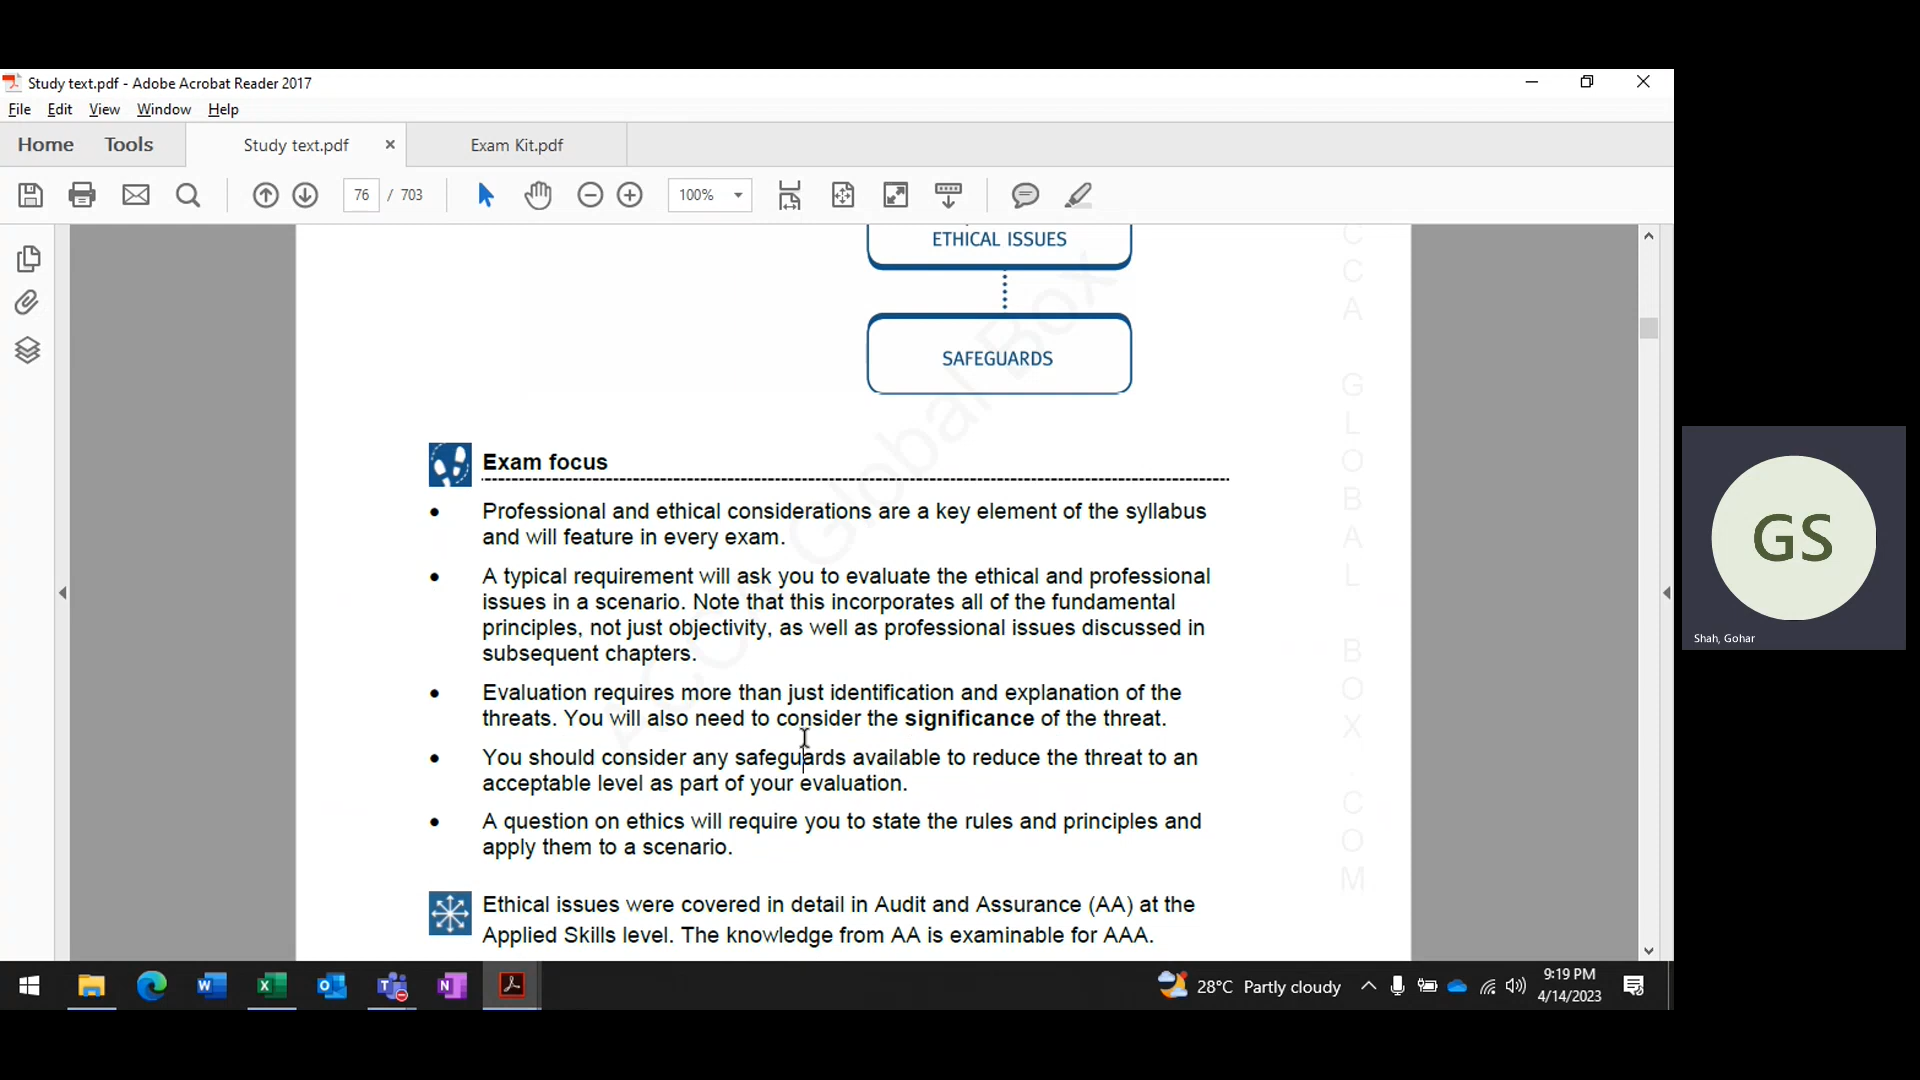 Study text.pdf - Adobe Acrobat Reader 2017
File Edit View Window Help
Home Tools Study text.pdf × Exam Kit.pdf
76 / 703 100%
ETHICAL ISSUES
SAFEGUARDS
Exam focus
• Professional and ethical considerations are a key element of the syllabus
and will feature in every exam.
• A typical requirement will ask you to evaluate the ethical and professional
issues in a scenario. Note that this incorporates all of the fundamental
principles, not just objectivity, as well as professional issues discussed in
subsequent chapters.
• Evaluation requires more than just identification and explanation of the
threats. You will also need to consider the significance of the threat.
• You should consider any safeguards available to reduce the threat to an
acceptable level as part of your evaluation.
• A question on ethics will require you to state the rules and principles and
apply them to a scenario.
Ethical issues were covered in detail in Audit and Assurance (AA) at the
Applied Skills level. The knowledge from AA is examinable for AAA.
Global Box
C
C
A
G
L
O
B
A
L
B
O
X
.
C
O
M
GS
Shah, Gohar
28°C Partly cloudy
9:19 PM
4/14/2023